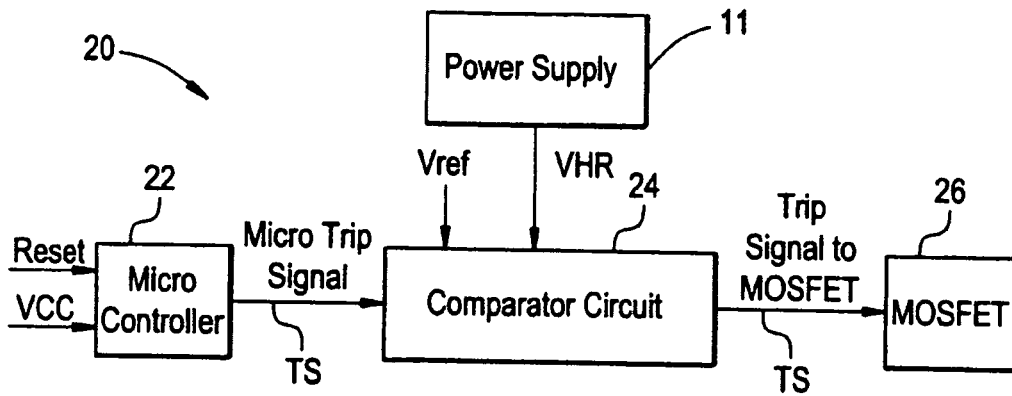 20
11
Power Supply
Vref
VHR
22
24
26
Reset
VCC
Micro
Controller
Micro Trip
Signal
TS
Comparator Circuit
Trip
Signal to
MOSFET
TS
MOSFET